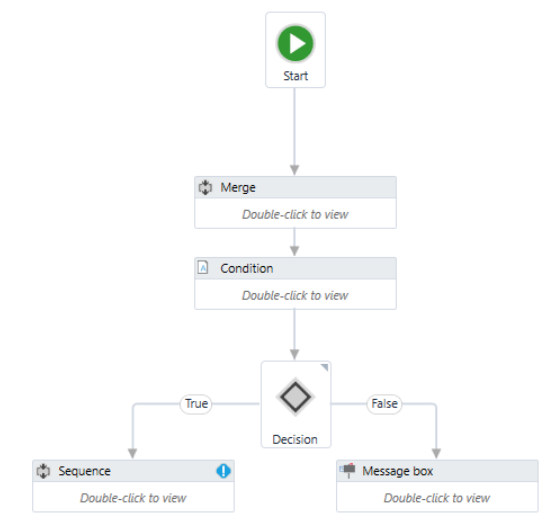 Start
Merge
Double-click to view
Condition
Double-click to view
True
False
Decision
Sequence
Message box
Double-click to view
Double-click to view